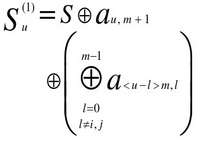 S_u^{(1)} = S ⊕ a_{u, m+1}
⊕ ( ⊕_{l=0, l≠i,j}^{m−1} a_{<u−l>m, l} )